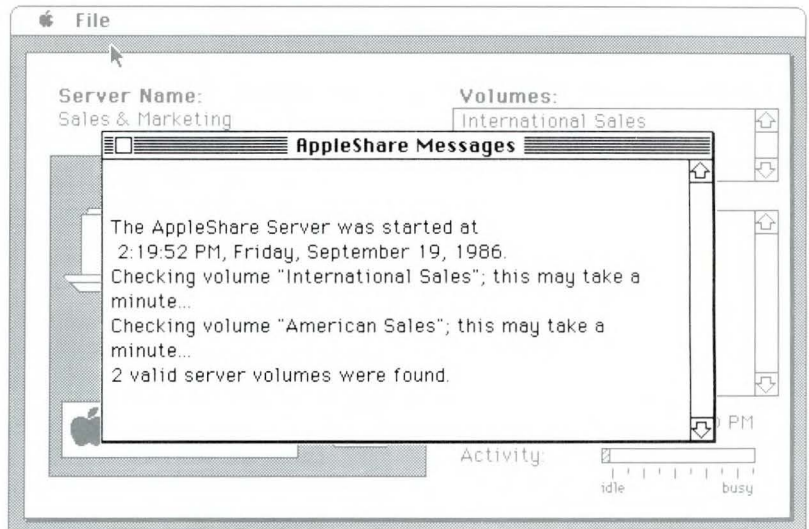 File
Server Name:
Sales & Marketing
Volumes:
International Sales
AppleShare Messages
The AppleShare Server was started at
2:19:52 PM, Friday, September 19, 1986.
Checking volume "International Sales"; this may take a
minute...
Checking volume "American Sales"; this may take a
minute...
2 valid server volumes were found.
PM
Activity:
idle
busy